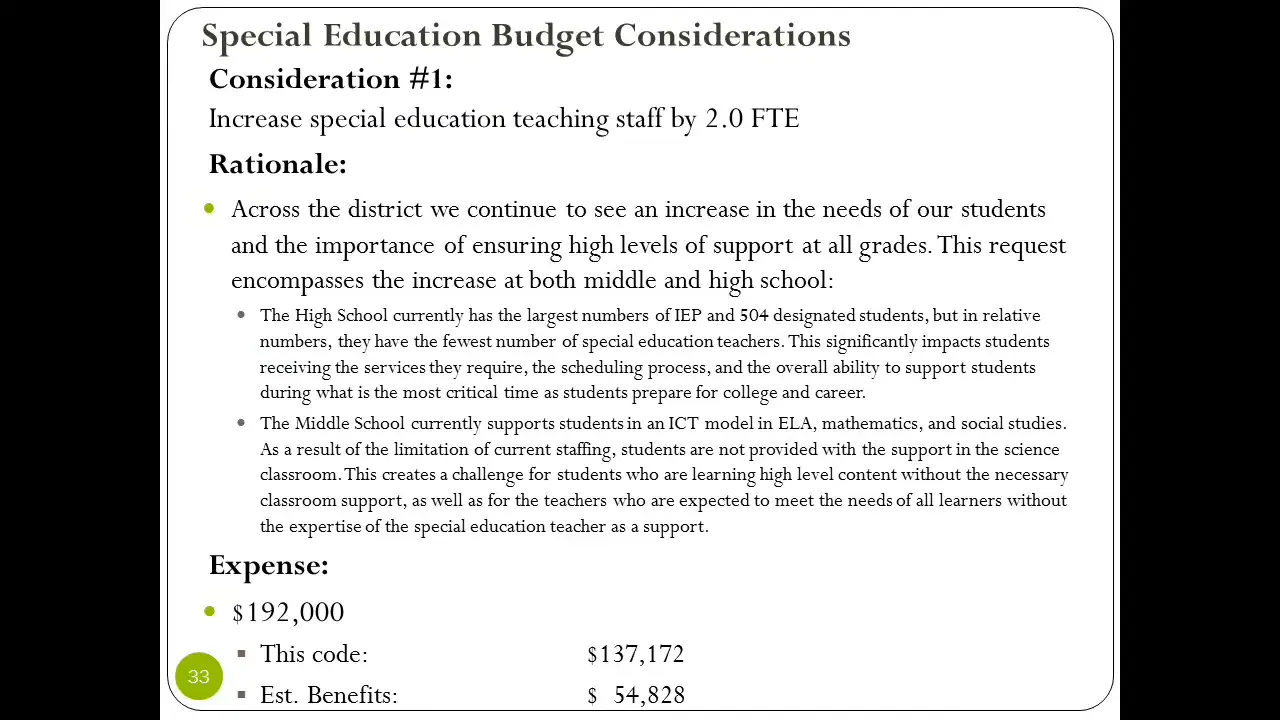 Special Education Budget Considerations
Consideration #1:
Increase special education teaching staff by 2.0 FTE
Rationale:
• Across the district we continue to see an increase in the needs of our students
and the importance of ensuring high levels of support at all grades. This request
encompasses the increase at both middle and high school:
• The High School currently has the largest numbers of IEP and 504 designated students, but in relative
numbers, they have the fewest number of special education teachers. This significantly impacts students
receiving the services they require, the scheduling process, and the overall ability to support students
during what is the most critical time as students prepare for college and career.
• The Middle School currently supports students in an ICT model in ELA, mathematics, and social studies.
As a result of the limitation of current staffing, students are not provided with the support in the science
classroom. This creates a challenge for students who are learning high level content without the necessary
classroom support, as well as for the teachers who are expected to meet the needs of all learners without
the expertise of the special education teacher as a support.
Expense:
• $192,000
▪ This code: $137,172
33
▪ Est. Benefits: $ 54,828